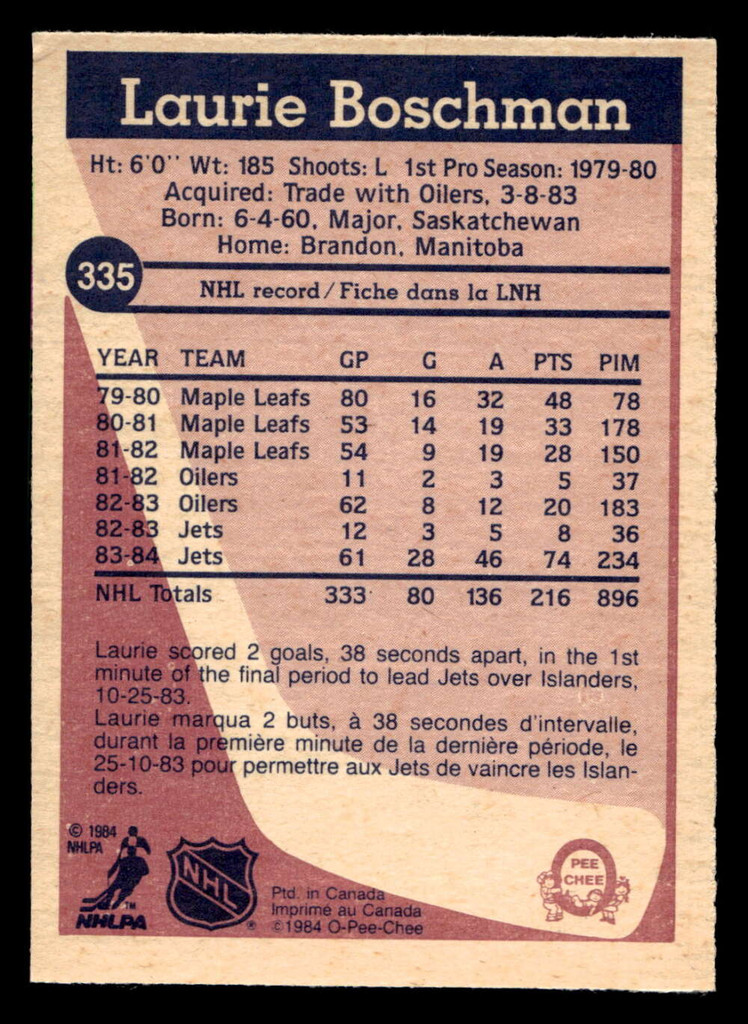 Laurie Boschman
Ht: 6'0'' Wt: 185 Shoots: L 1st Pro Season: 1979-80
Acquired: Trade with Oilers, 3-8-83
Born: 6-4-60, Major, Saskatchewan
Home: Brandon, Manitoba
335
NHL record/Fiche dans la LNH
YEAR TEAM GP G A PTS PIM
79-80 Maple Leafs 80 16 32 48 78
80-81 Maple Leafs 53 14 19 33 178
81-82 Maple Leafs 54 9 19 28 150
81-82 Oilers 11 2 3 5 37
82-83 Oilers 62 8 12 20 183
82-83 Jets 12 3 5 8 36
83-84 Jets 61 28 46 74 234
NHL Totals 333 80 136 216 896
Laurie scored 2 goals, 38 seconds apart, in the 1st
minute of the final period to lead Jets over Islanders,
10-25-83.
Laurie marqua 2 buts, à 38 secondes d'intervalle,
durant la première minute de la dernière période, le
25-10-83 pour permettre aux Jets de vaincre les Islan-
ders.
© 1984
NHLPA
TM
NHLPA
NHL
®
Ptd. in Canada
Imprimé au Canada
©1984 O-Pee-Chee
PEE
CHEE